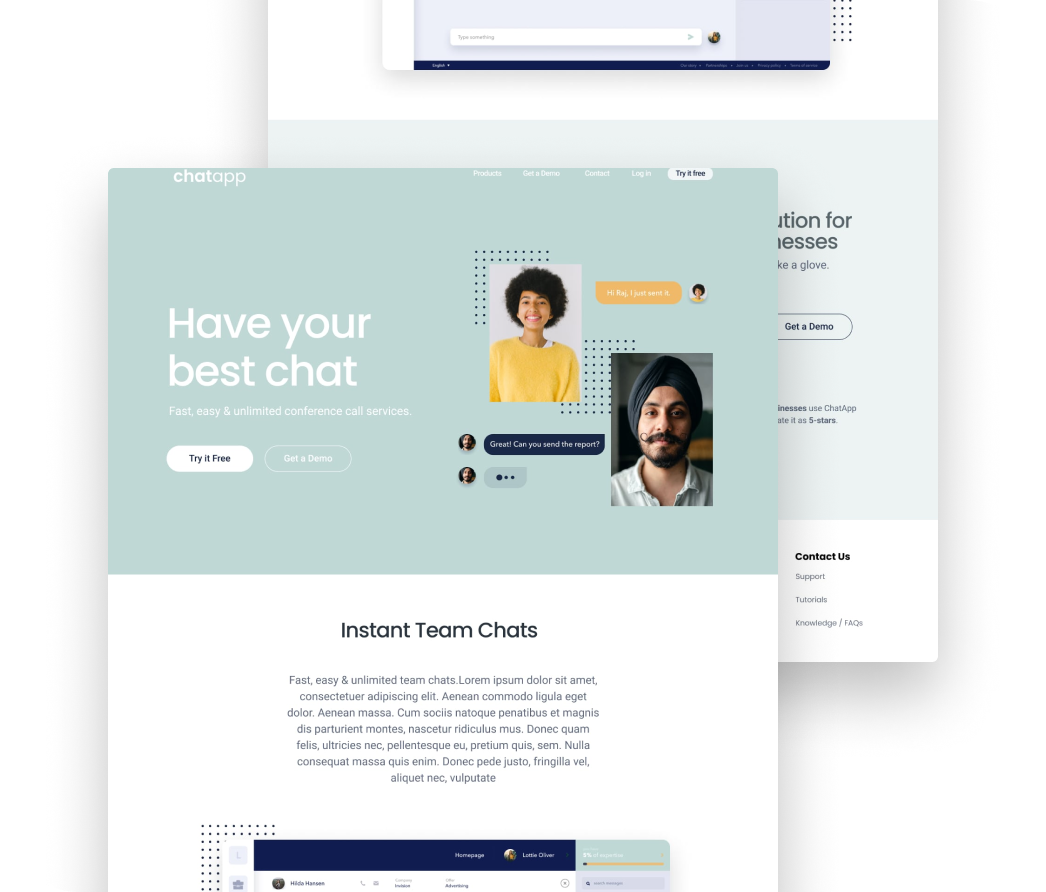 Type something
English
Our story • Relationships • Join us • Privacy policy • Terms of service
chatapp
Products
Get a Demo
Contact
Log in
Try it free
ution for
nesses
ke a glove.
Get a Demo
inesses use ChatApp
ate it as 5-stars.
Have your
best chat
Fast, easy & unlimited conference call services.
Try it Free
Get a Demo
Hi Raj, I just sent it.
Great! Can you send the report?
Contact Us
Support
Tutorials
Knowledge / FAQs
Instant Team Chats
Fast, easy & unlimited team chats.Lorem ipsum dolor sit amet,
consectetuer adipiscing elit. Aenean commodo ligula eget
dolor. Aenean massa. Cum sociis natoque penatibus et magnis
dis parturient montes, nascetur ridiculus mus. Donec quam
felis, ultricies nec, pellentesque eu, pretium quis, sem. Nulla
consequat massa quis enim. Donec pede justo, fringilla vel,
aliquet nec, vulputate
L
Homepage
Lottie Oliver
8% of expertise
Hilda Hansen
Company
Invision
Offer
Advertising
Search messages